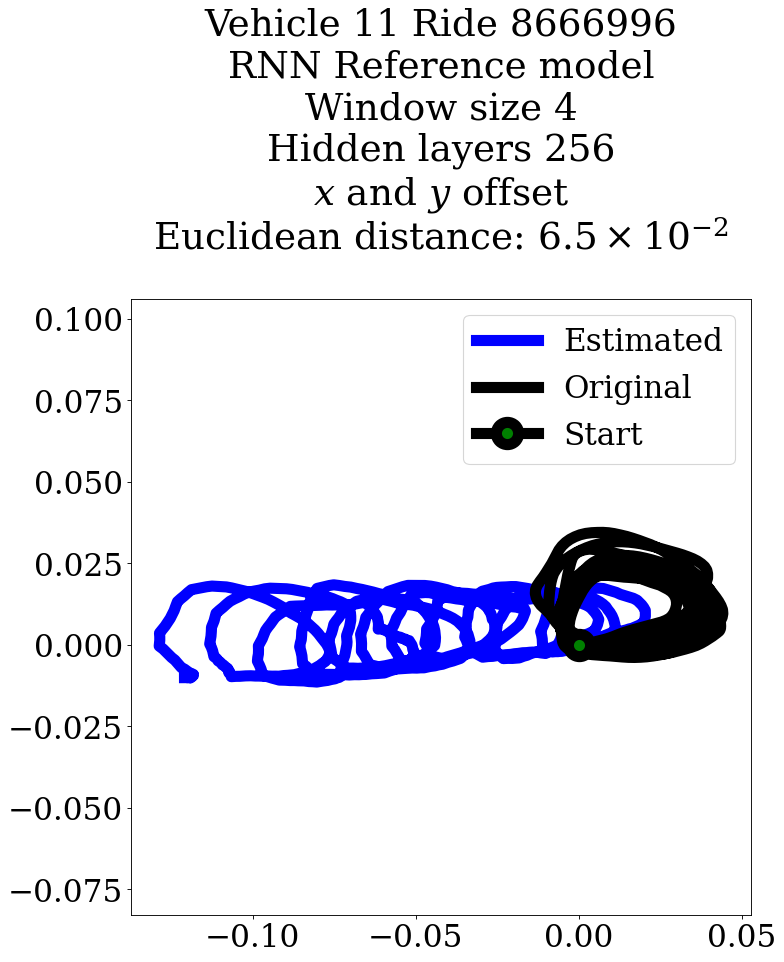 Vehicle 11 Ride 8666996
RNN Reference model
Window size 4
Hidden layers 256
x and y offset
Euclidean distance: 6.5 × 10⁻²
Estimated
Original
Start
0.100
0.075
0.050
0.025
0.000
−0.025
−0.050
−0.075
−0.10
−0.05
0.00
0.05